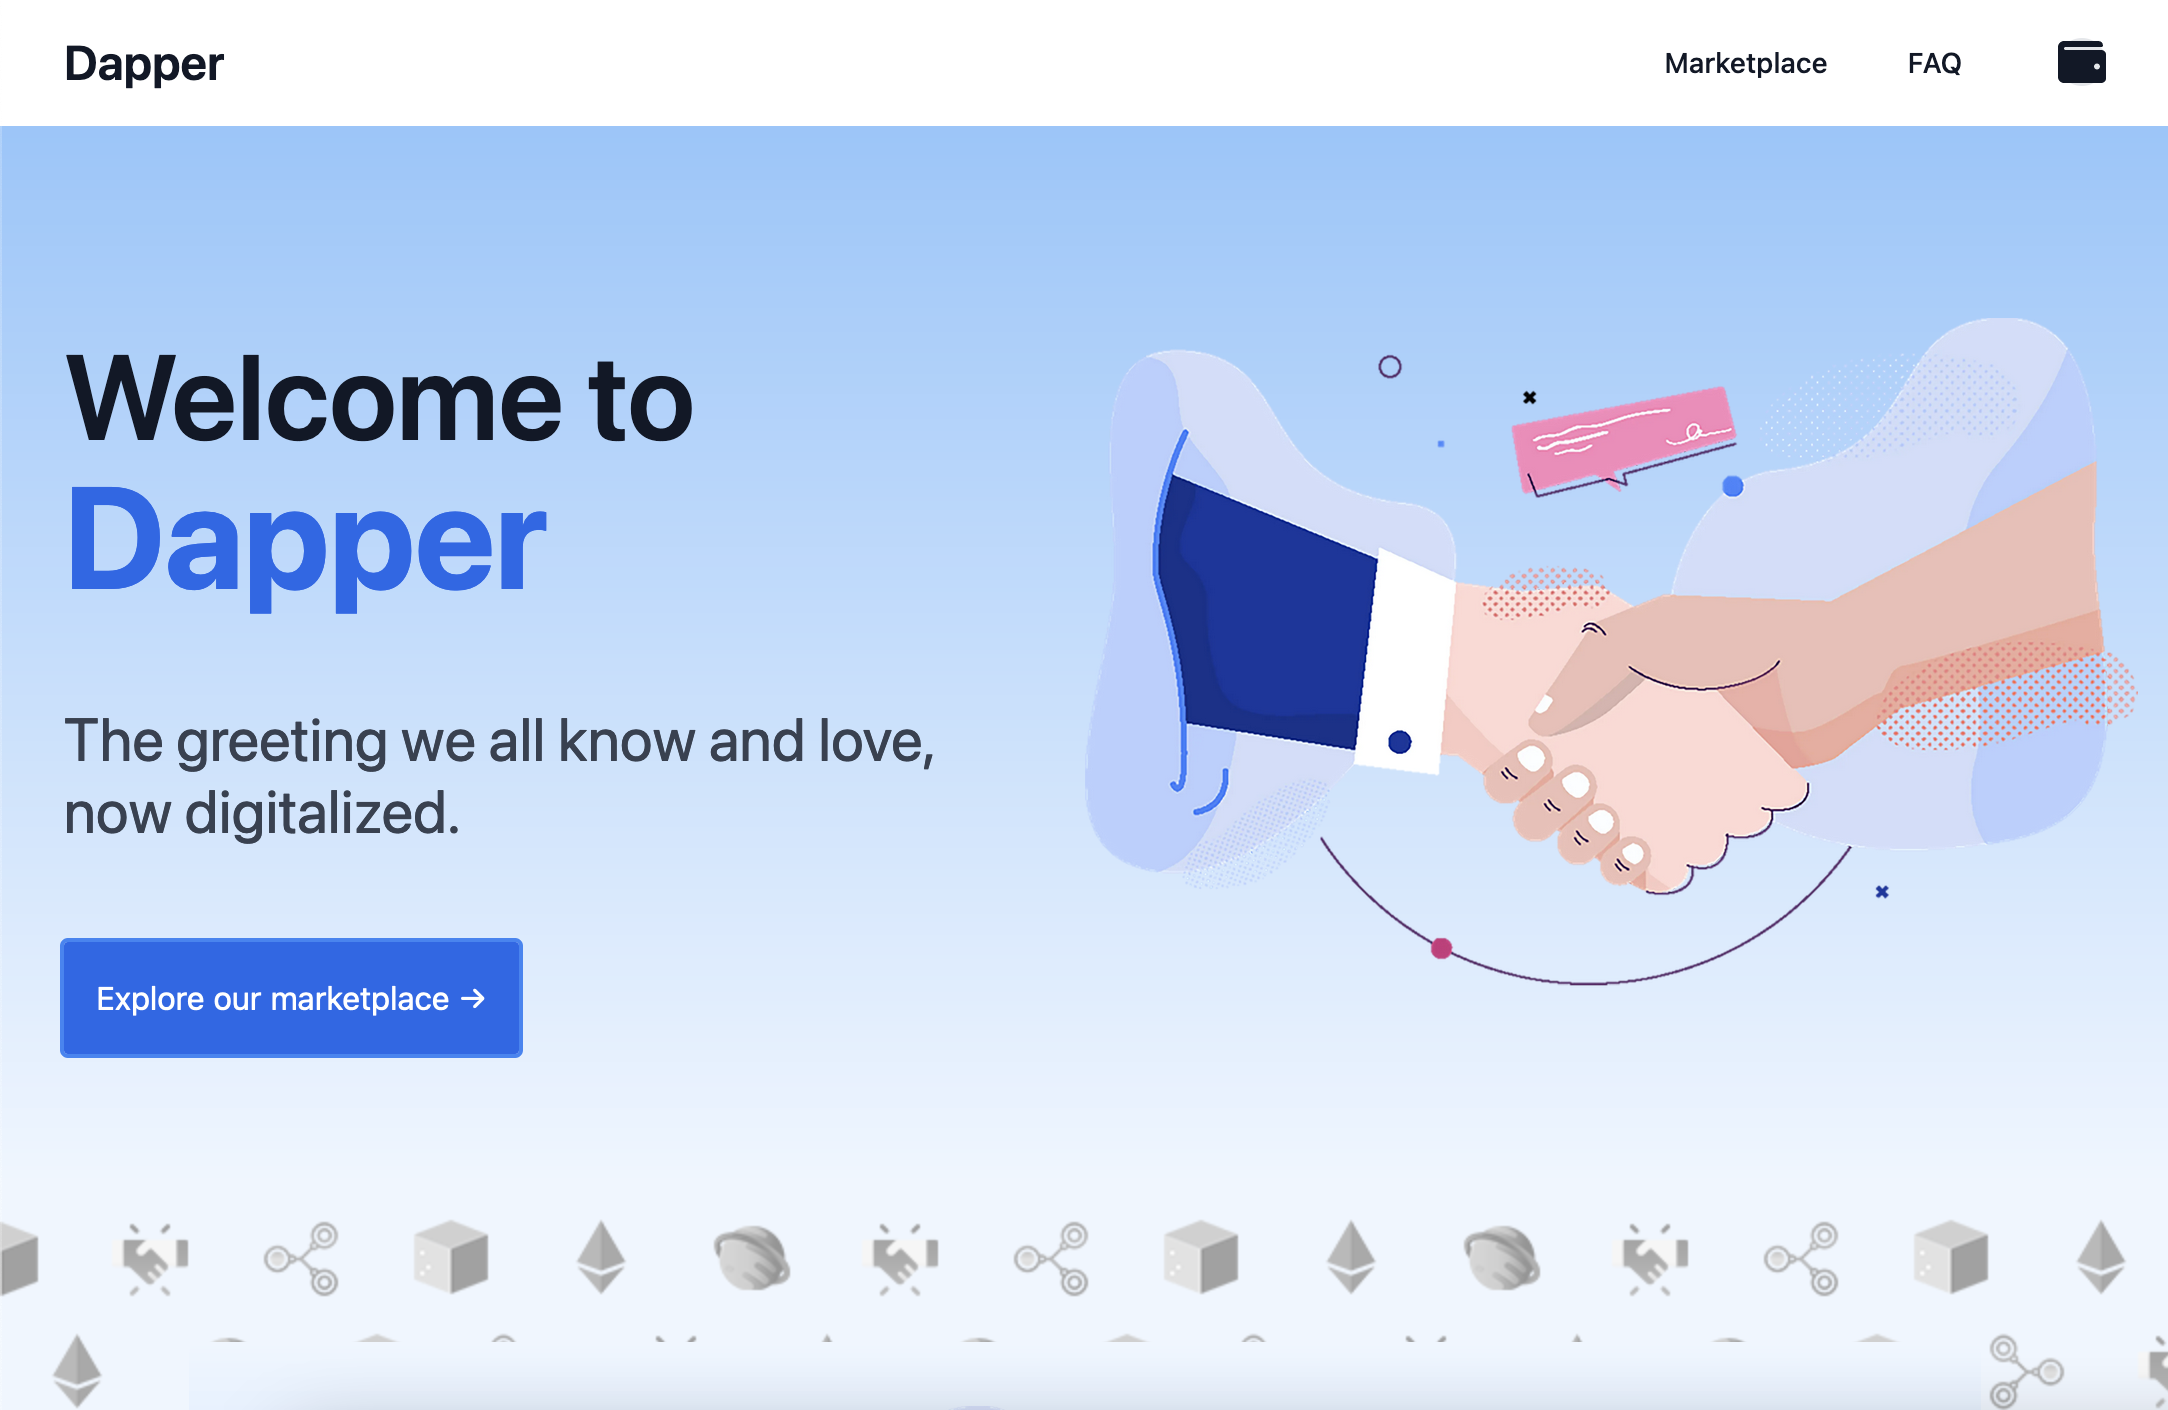 Dapper
Marketplace
FAQ
Welcome to
Dapper
The greeting we all know and love,
now digitalized.
Explore our marketplace →